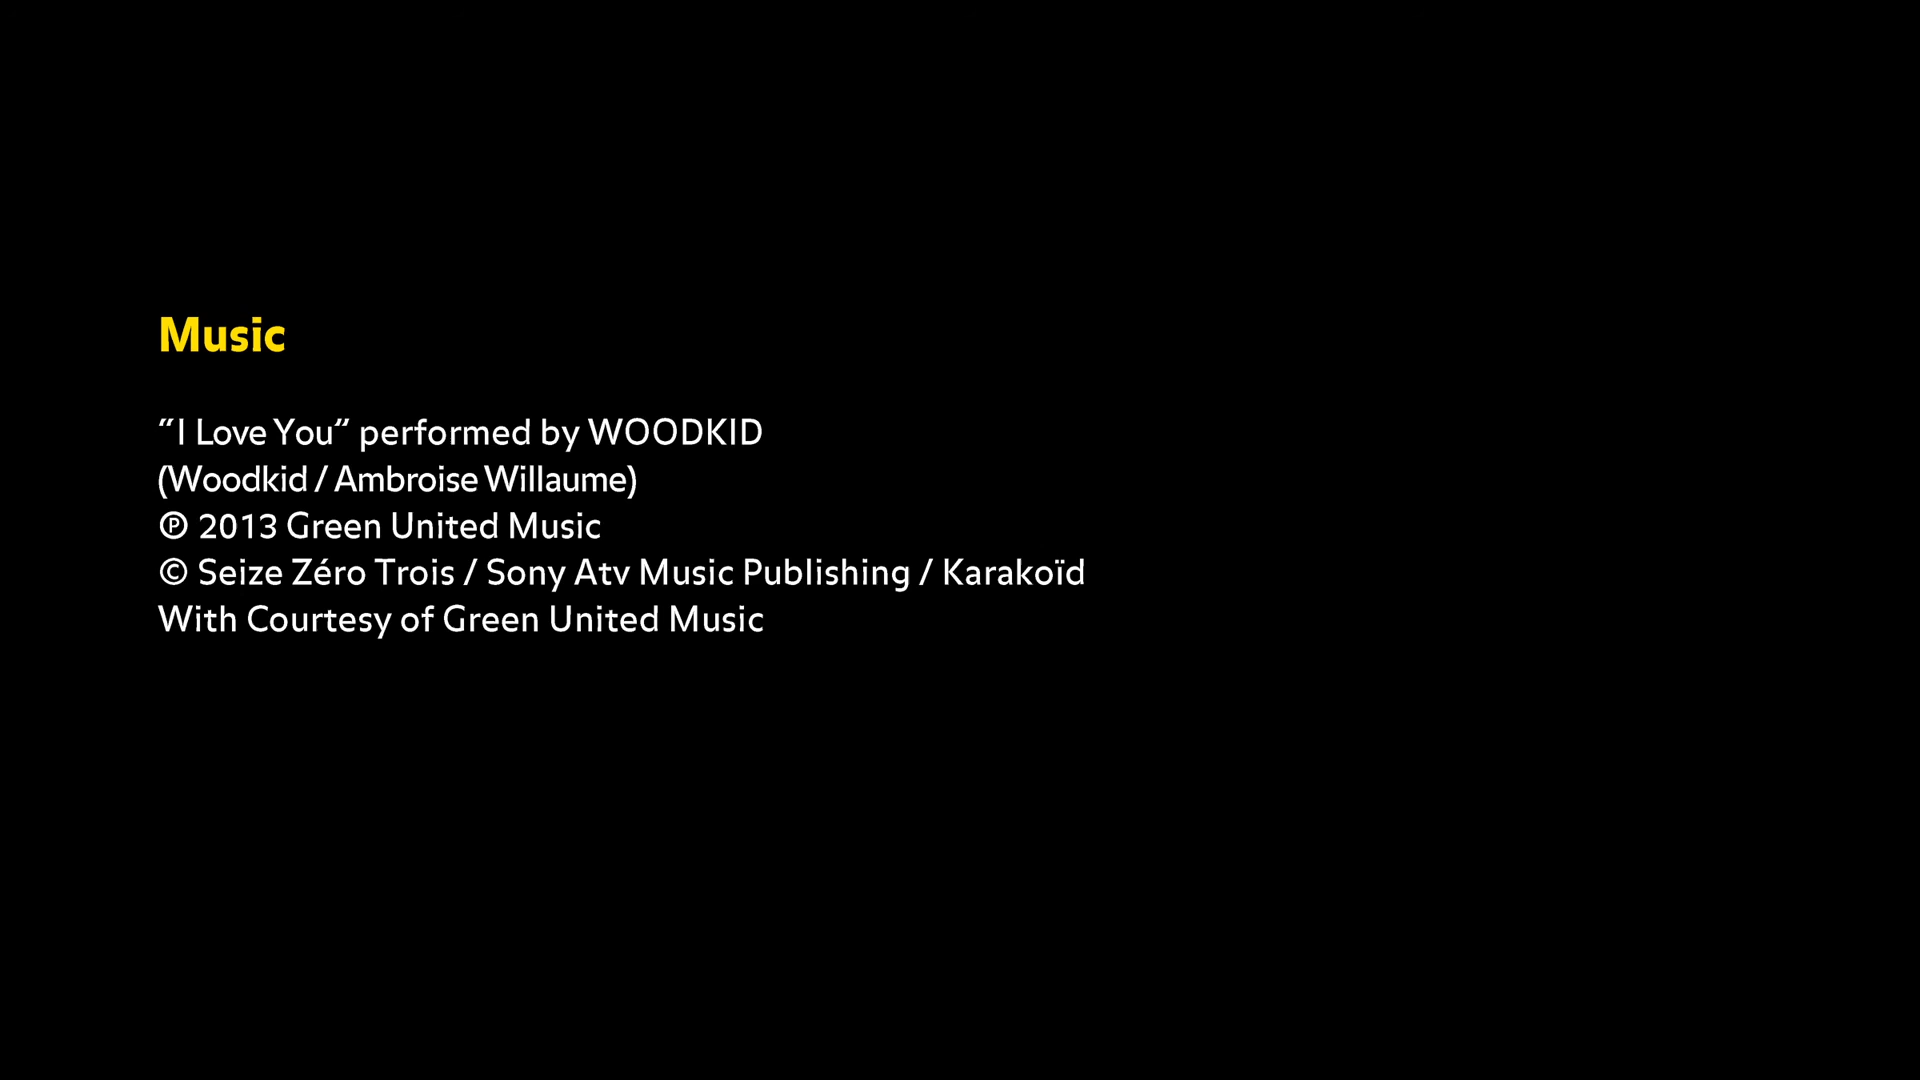 Music
"I Love You" performed by WOODKID
(Woodkid / Ambroise Willaume)
℗ 2013 Green United Music
© Seize Zéro Trois / Sony Atv Music Publishing / Karakoïd
With Courtesy of Green United Music